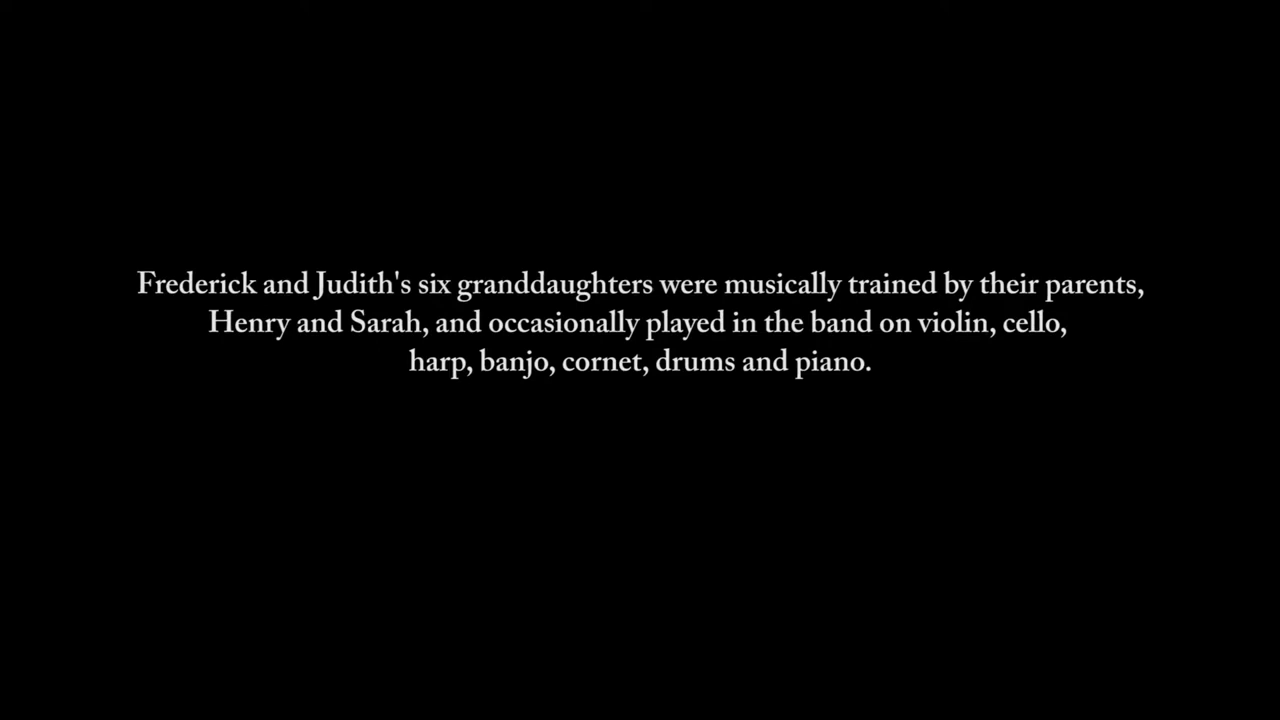 Frederick and Judith's six granddaughters were musically trained by their parents,
Henry and Sarah, and occasionally played in the band on violin, cello,
harp, banjo, cornet, drums and piano.